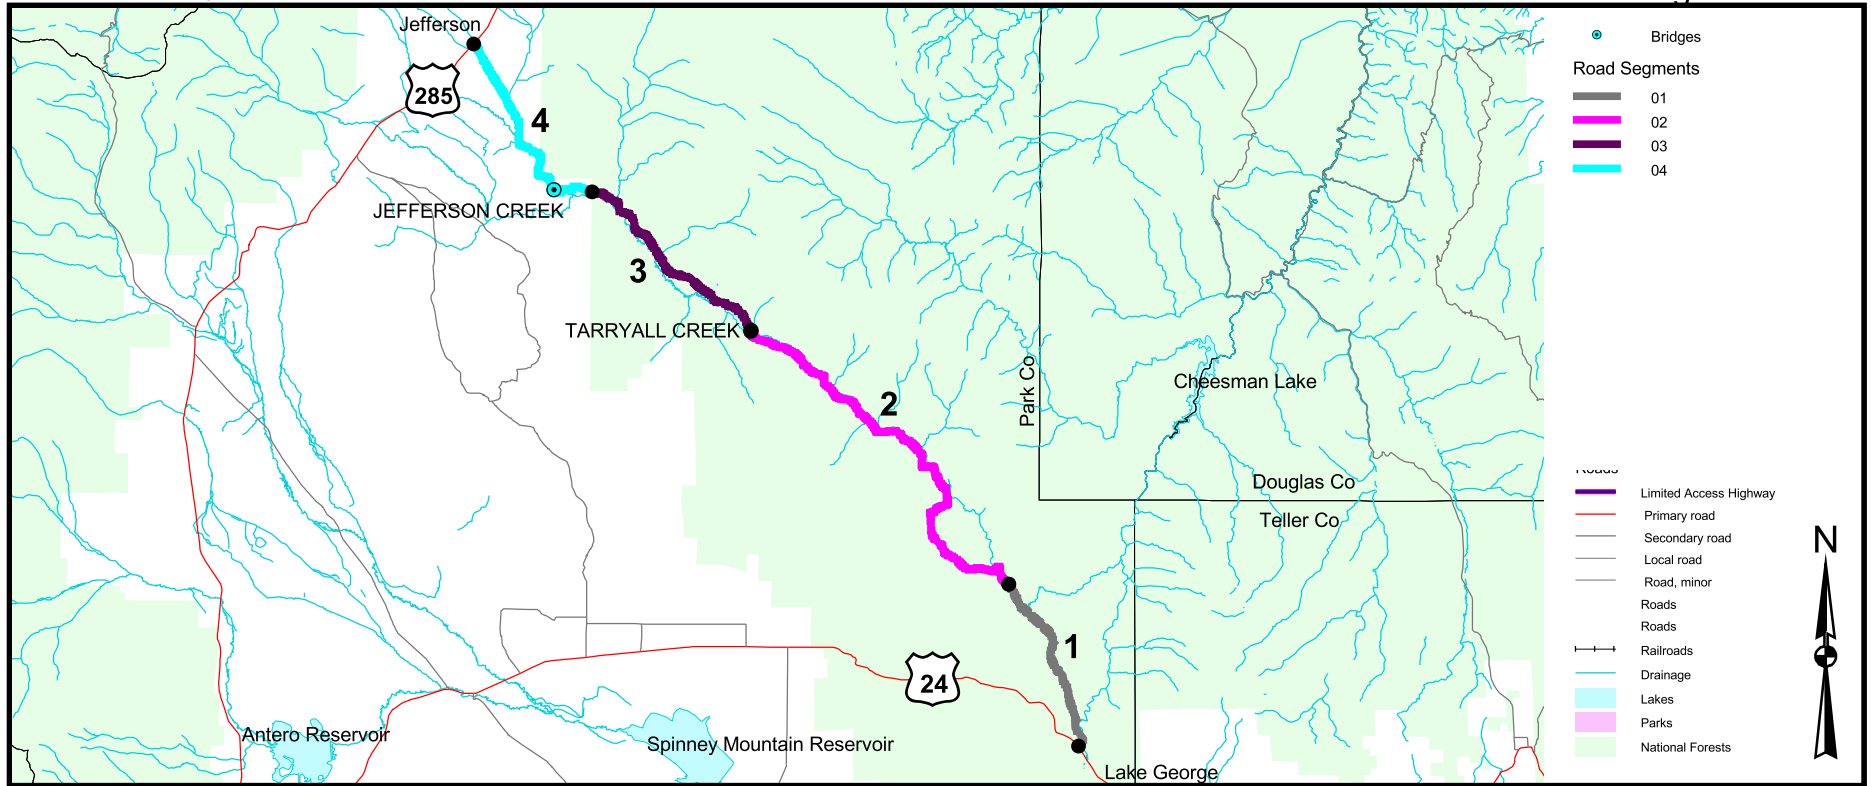 Jefferson
285
4
JEFFERSON CREEK
3
TARRYALL CREEK
2
Park Co
Cheesman Lake
Douglas Co
Teller Co
1
24
Antero Reservoir
Spinney Mountain Reservoir
Lake George
Bridges
Road Segments
01
02
03
04
Roads
Limited Access Highway
Primary road
Secondary road
Local road
Road, minor
Roads
Roads
Railroads
Drainage
Lakes
Parks
National Forests
N